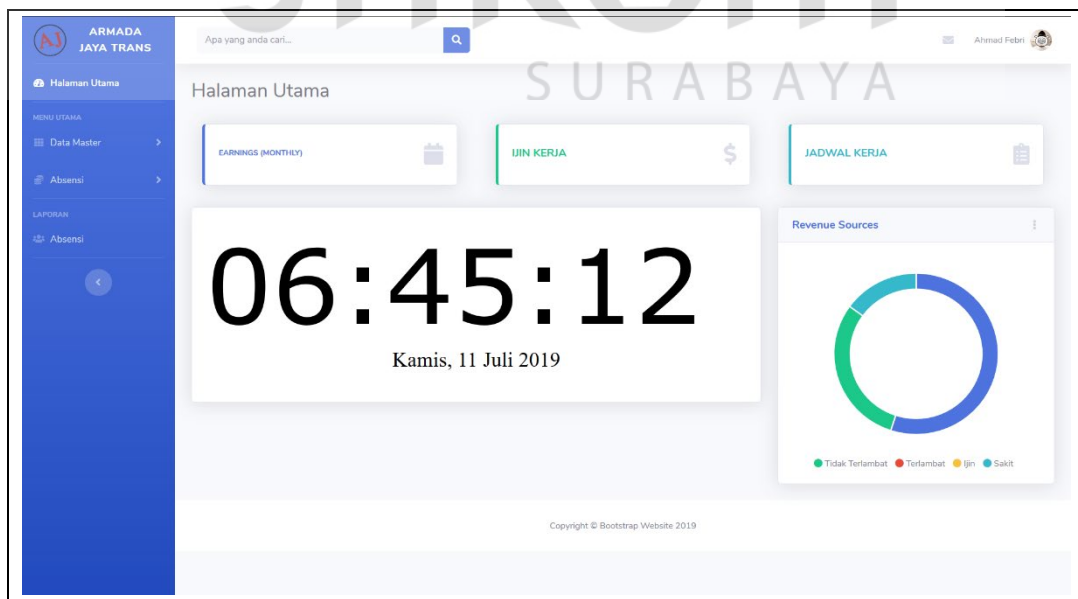 SURABAYA
ARMADA
JAYA TRANS
Apa yang anda cari...
Ahmad Febri
Halaman Utama
Halaman Utama
MENU UTAMA
Data Master
Absensi
LAPORAN
Absensi
EARNINGS (MONTHLY)
IJIN KERJA
JADWAL KERJA
06:45:12
Kamis, 11 Juli 2019
Revenue Sources
Tidak Terlambat Terlambat Ijin Sakit
Copyright © Bootstrap Website 2019